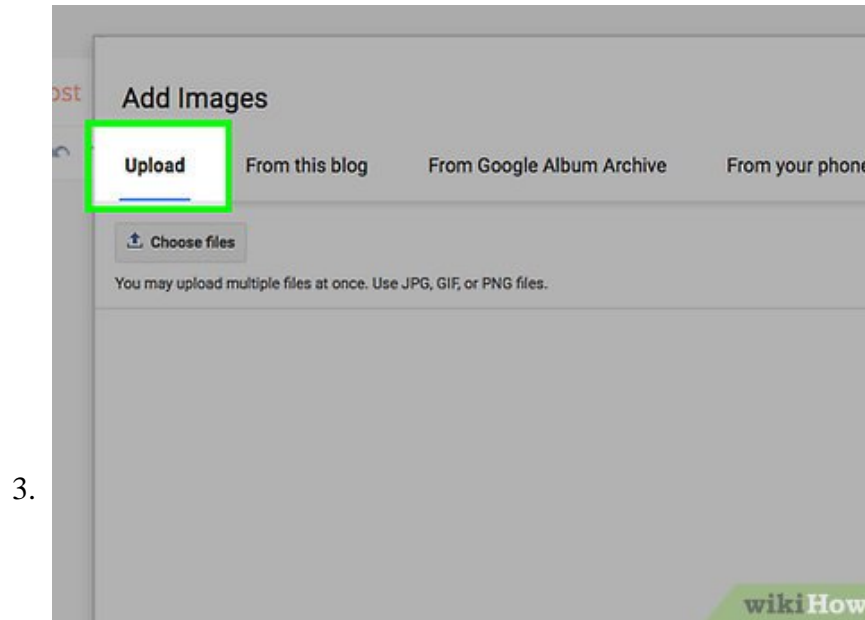 ost
Add Images
Upload From this blog From Google Album Archive From your phone
Choose files
You may upload multiple files at once. Use JPG, GIF, or PNG files.
3.
wikiHow